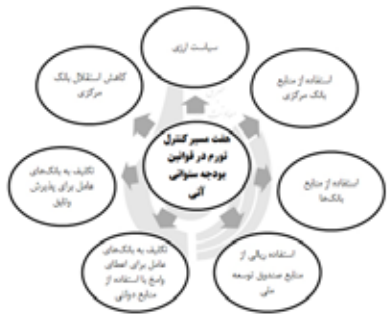 سیاست ارزی
استفاده از منابع
بانک مرکزی
استفاده از منابع
بانک‌ها
استفاده ریالی از
منابع صندوق توسعه
ملی
تکلیف به بانک‌های
عامل برای اعطای
وام با استفاده از
منابع دولتی
تکلیف به بانک‌های
عامل برای پذیرش
وثایق
کاهش استقلال بانک
مرکزی
هفت مسیر کنترل
تورم در قوانین
بودجه سنواتی
آتی